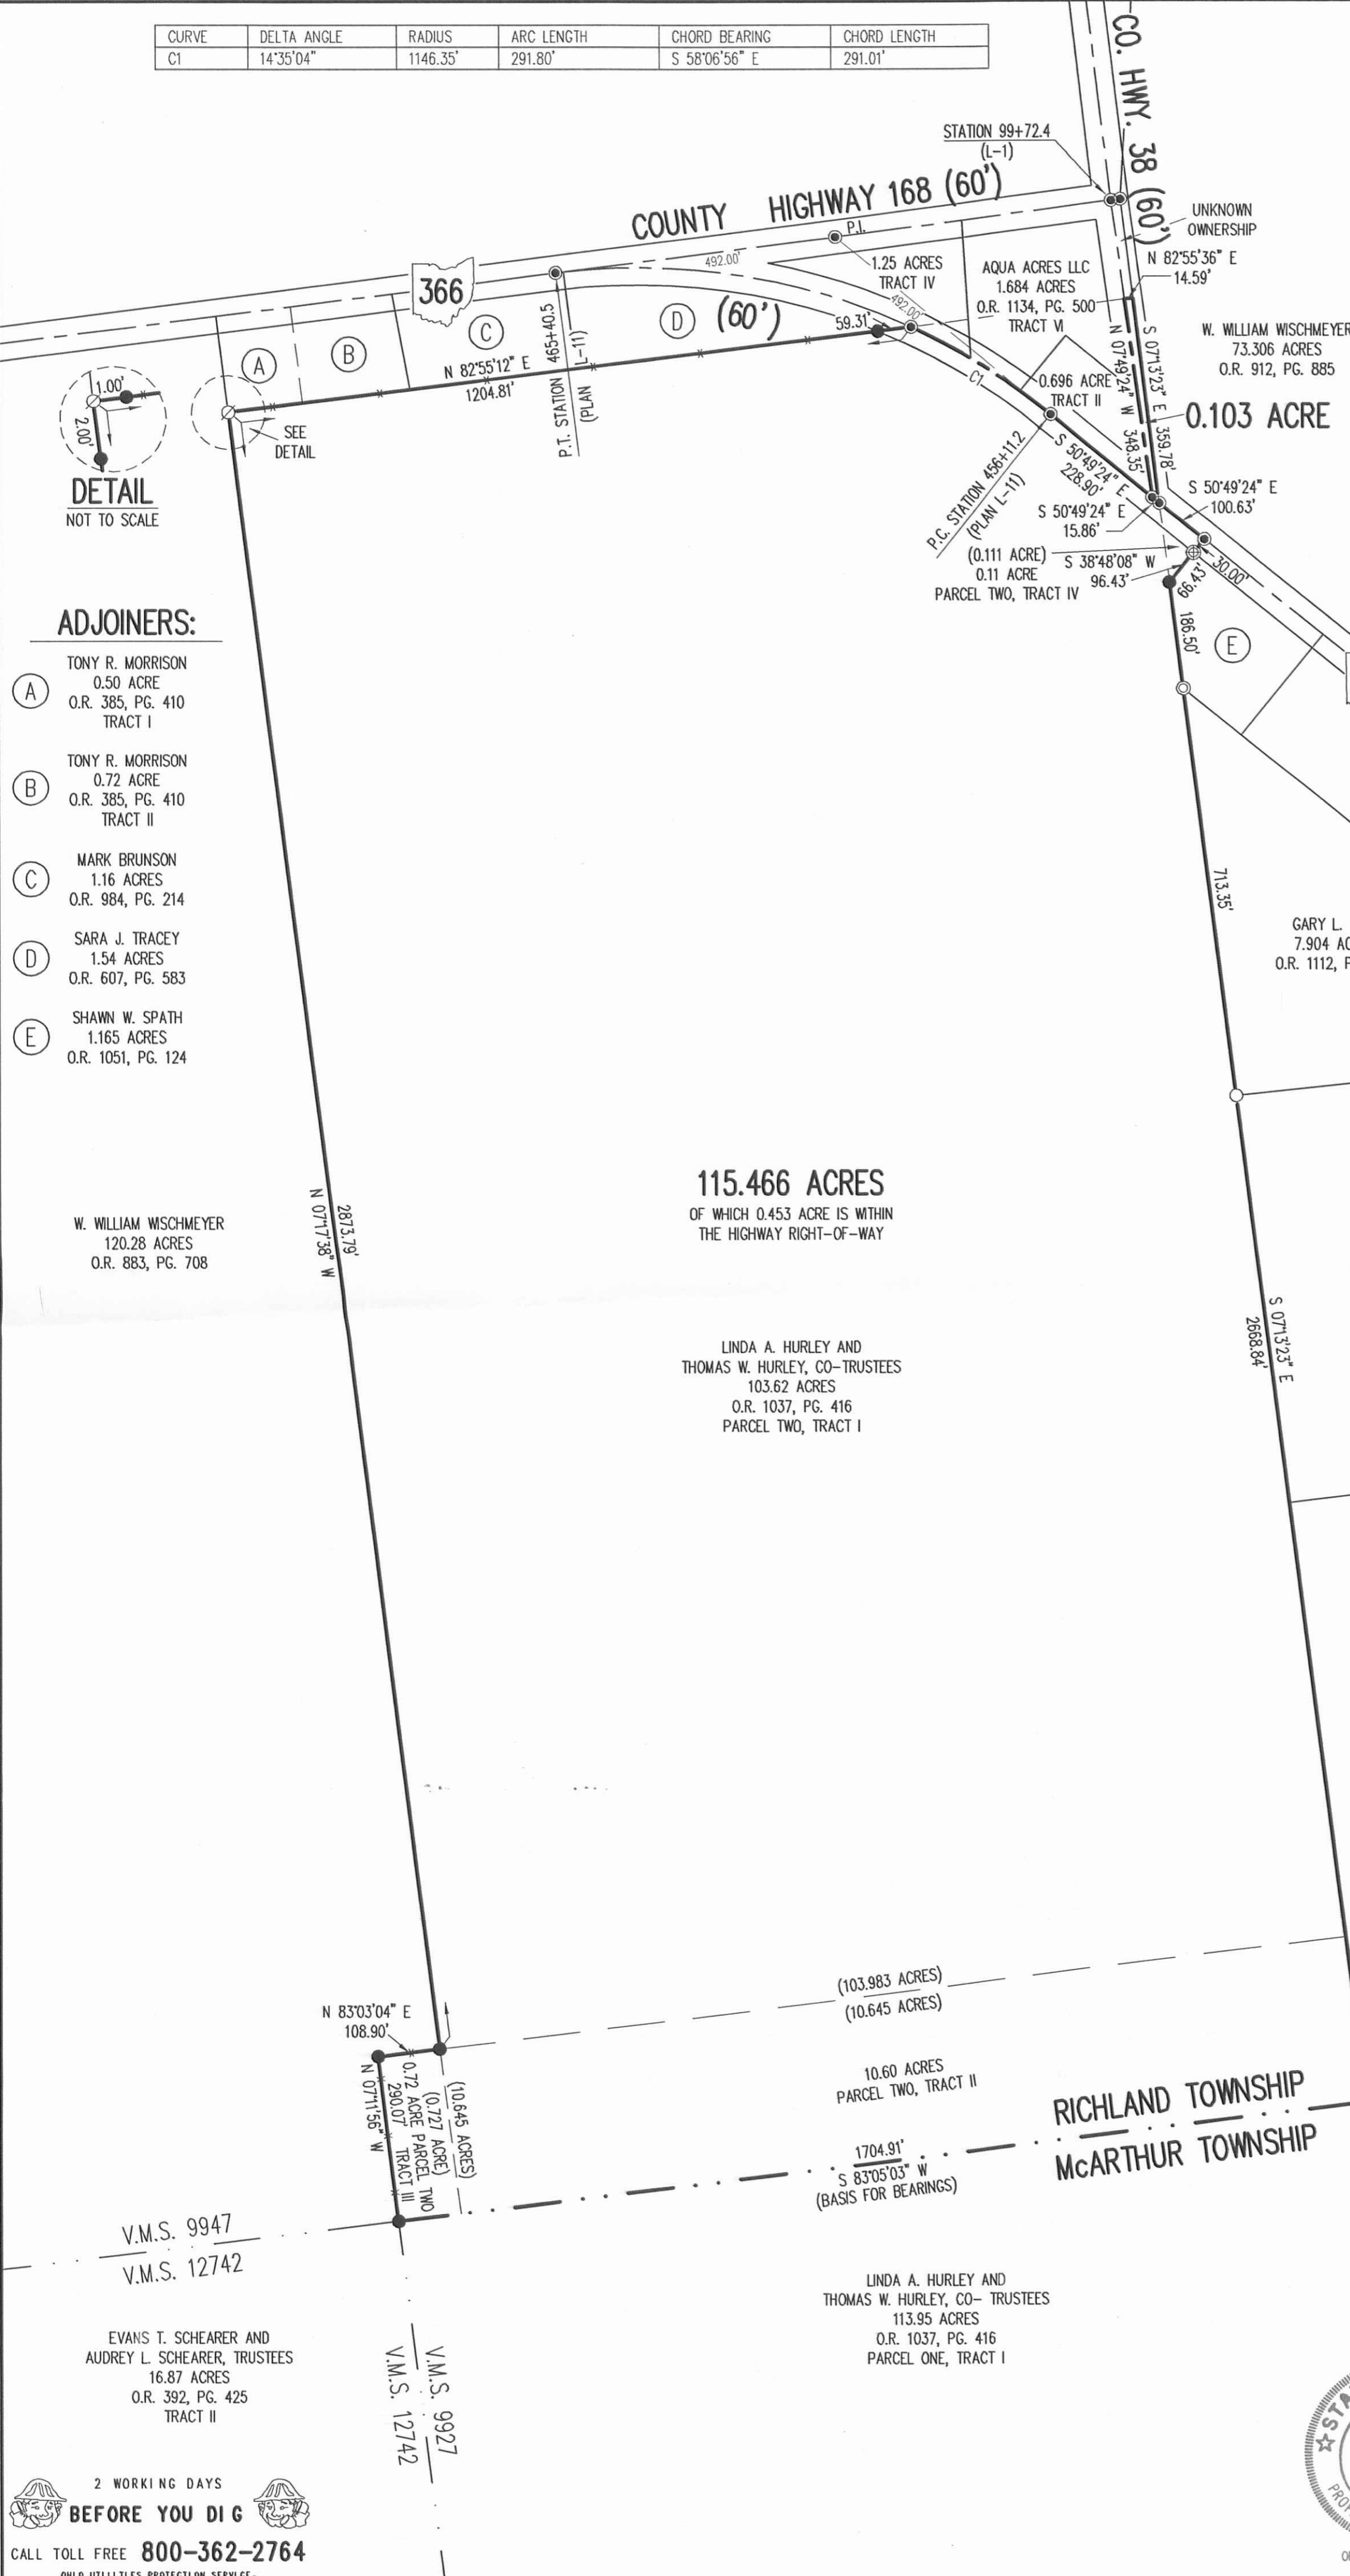 CURVE DELTA ANGLE RADIUS ARC LENGTH CHORD BEARING CHORD LENGTH
C1 14°35'04" 1146.35' 291.80' S 58°06'56" E 291.01'
CO. HWY. 38 (60')
STATION 99+72.4
(L-1)
COUNTY HIGHWAY 168 (60')
P.I.
UNKNOWN
OWNERSHIP
N 82°55'36" E
14.59'
366
492.00'
1.25 ACRES
TRACT IV
AQUA ACRES LLC
1.684 ACRES
O.R. 1134, PG. 500
TRACT VI
W. WILLIAM WISCHMEYER
73.306 ACRES
O.R. 912, PG. 885
A
B
C
D
(60')
59.31'
492.00'
N 82°55'12" E
1204.81'
P.T. STATION 465+40.5
(PLAN L-11)
C1
0.696 ACRE
TRACT II
N 07°49'24" W 348.35'
S 07°13'23" E 359.78'
0.103 ACRE
1.00'
2.00'
SEE
DETAIL
DETAIL
NOT TO SCALE
S 50°49'24" E
228.90'
P.C. STATION 456+11.2
(PLAN L-11)
S 50°49'24" E
15.86'
S 50°49'24" E
100.63'
(0.111 ACRE)
0.11 ACRE
PARCEL TWO, TRACT IV
S 38°48'08" W
96.43'
66.43'
30.00'
186.50'
E
ADJOINERS:
A
TONY R. MORRISON
0.50 ACRE
O.R. 385, PG. 410
TRACT I
B
TONY R. MORRISON
0.72 ACRE
O.R. 385, PG. 410
TRACT II
C
MARK BRUNSON
1.16 ACRES
O.R. 984, PG. 214
D
SARA J. TRACEY
1.54 ACRES
O.R. 607, PG. 583
E
SHAWN W. SPATH
1.165 ACRES
O.R. 1051, PG. 124
713.35'
GARY L.
7.904 AC
O.R. 1112, P
W. WILLIAM WISCHMEYER
120.28 ACRES
O.R. 883, PG. 708
N 07°17'38" W
2873.79'
115.466 ACRES
OF WHICH 0.453 ACRE IS WITHIN
THE HIGHWAY RIGHT-OF-WAY
S 07°13'23" E
2668.84'
LINDA A. HURLEY AND
THOMAS W. HURLEY, CO-TRUSTEES
103.62 ACRES
O.R. 1037, PG. 416
PARCEL TWO, TRACT I
(103.983 ACRES)
(10.645 ACRES)
N 83°03'04" E
108.90'
N 07°11'56" W
290.07'
0.72 ACRE PARCEL TWO
TRACT III
(0.727 ACRE)
(10.645 ACRES)
10.60 ACRES
PARCEL TWO, TRACT II
RICHLAND TOWNSHIP
McARTHUR TOWNSHIP
1704.91'
S 83°05'03" W
(BASIS FOR BEARINGS)
V.M.S. 9947
V.M.S. 12742
LINDA A. HURLEY AND
THOMAS W. HURLEY, CO- TRUSTEES
113.95 ACRES
O.R. 1037, PG. 416
PARCEL ONE, TRACT I
EVANS T. SCHEARER AND
AUDREY L. SCHEARER, TRUSTEES
16.87 ACRES
O.R. 392, PG. 425
TRACT II
V.M.S. 9927
V.M.S. 12742
2 WORKING DAYS
BEFORE YOU DIG
CALL TOLL FREE 800-362-2764
OHIO UTILITIES PROTECTION SERVICE